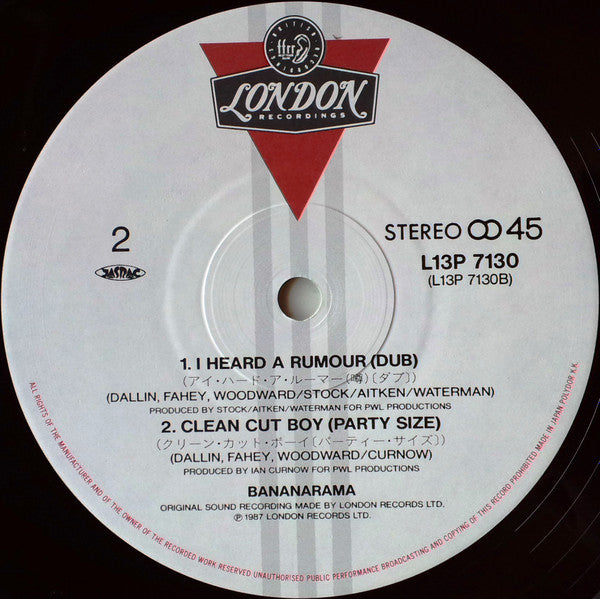 BRITISH RECORDINGS
ffrr
LONDON
RECORDINGS
2
JASRAC
STEREO
45
L13P 7130
(L13P 7130B)
1. I HEARD A RUMOUR (DUB)
(アイ・ハード・ア・ルーマー(噂)〔ダブ〕)
(DALLIN, FAHEY, WOODWARD/STOCK/AITKEN/WATERMAN)
PRODUCED BY STOCK/AITKEN/WATERMAN FOR PWL PRODUCTIONS
2. CLEAN CUT BOY (PARTY SIZE)
(クリーン・カット・ボーイ〔パーティー・サイズ〕)
(DALLIN, FAHEY, WOODWARD/CURNOW)
PRODUCED BY IAN CURNOW FOR PWL PRODUCTIONS
BANANARAMA
ORIGINAL SOUND RECORDING MADE BY LONDON RECORDS LTD.
℗ 1987 LONDON RECORDS LTD.
ALL RIGHTS OF THE MANUFACTURER AND OF THE OWNER OF THE RECORDED WORK RESERVED. UNAUTHORISED PUBLIC PERFORMANCE BROADCASTING AND COPYING OF THIS RECORD PROHIBITED MADE IN JAPAN POLYDOR K.K.